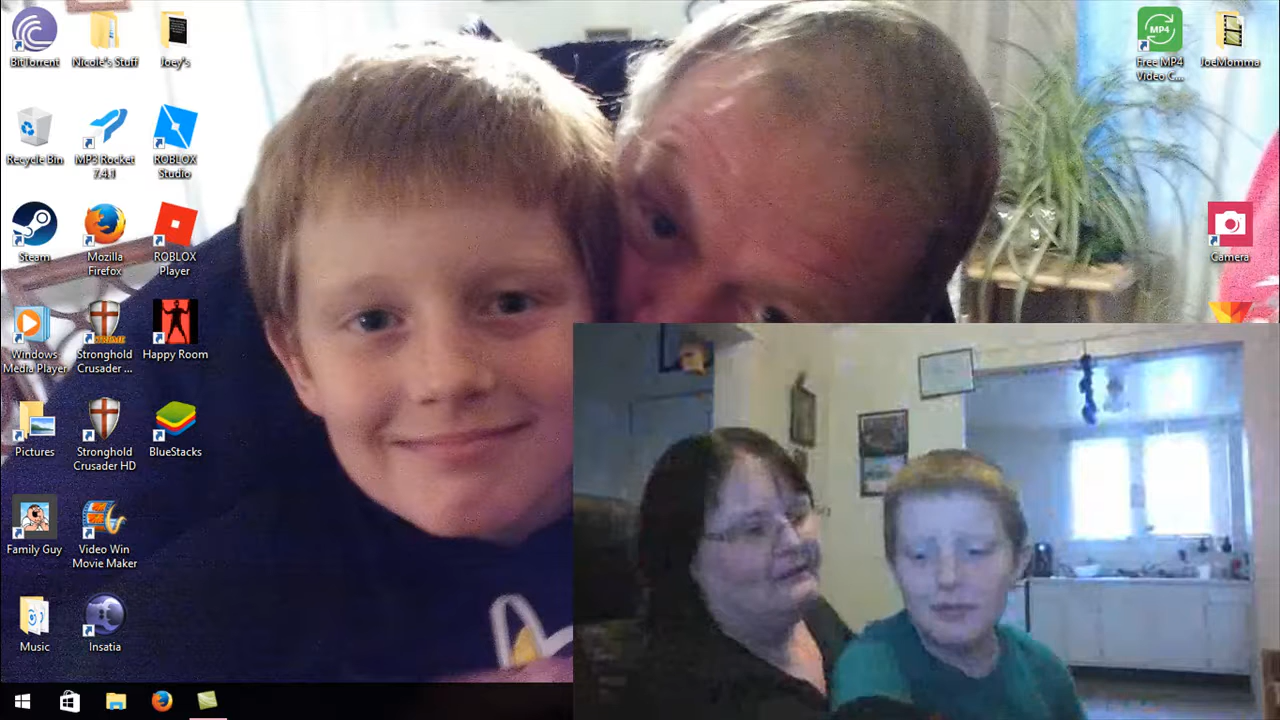 BitTorrent
Nicole's Stuff
Joey's
MP4
Free MP4
Video C...
JoeMomma
Recycle Bin
MP3 Rocket
7.4.1
ROBLOX
Studio
Steam
Mozilla
Firefox
ROBLOX
Player
Camera
Windows
Media Player
Stronghold
Crusader ...
Happy Room
Pictures
Stronghold
Crusader HD
BlueStacks
Family Guy
Video Win
Movie Maker
Music
Insatia